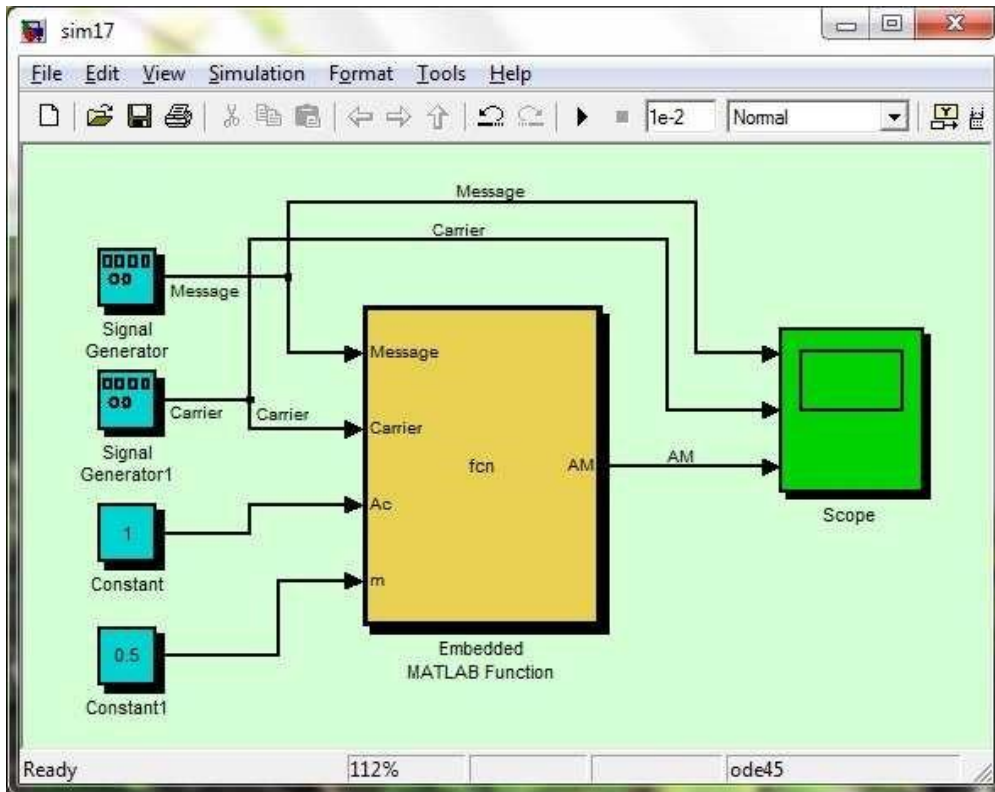 sim17
File Edit View Simulation Format Tools Help
1e-2 Normal
Message
Carrier
Message
Signal
Generator
Message
Carrier
Carrier
Carrier
Signal
Generator1
fcn
AM
AM
Ac
Scope
1
Constant
m
0.5
Embedded
MATLAB Function
Constant1
Ready 112% ode45